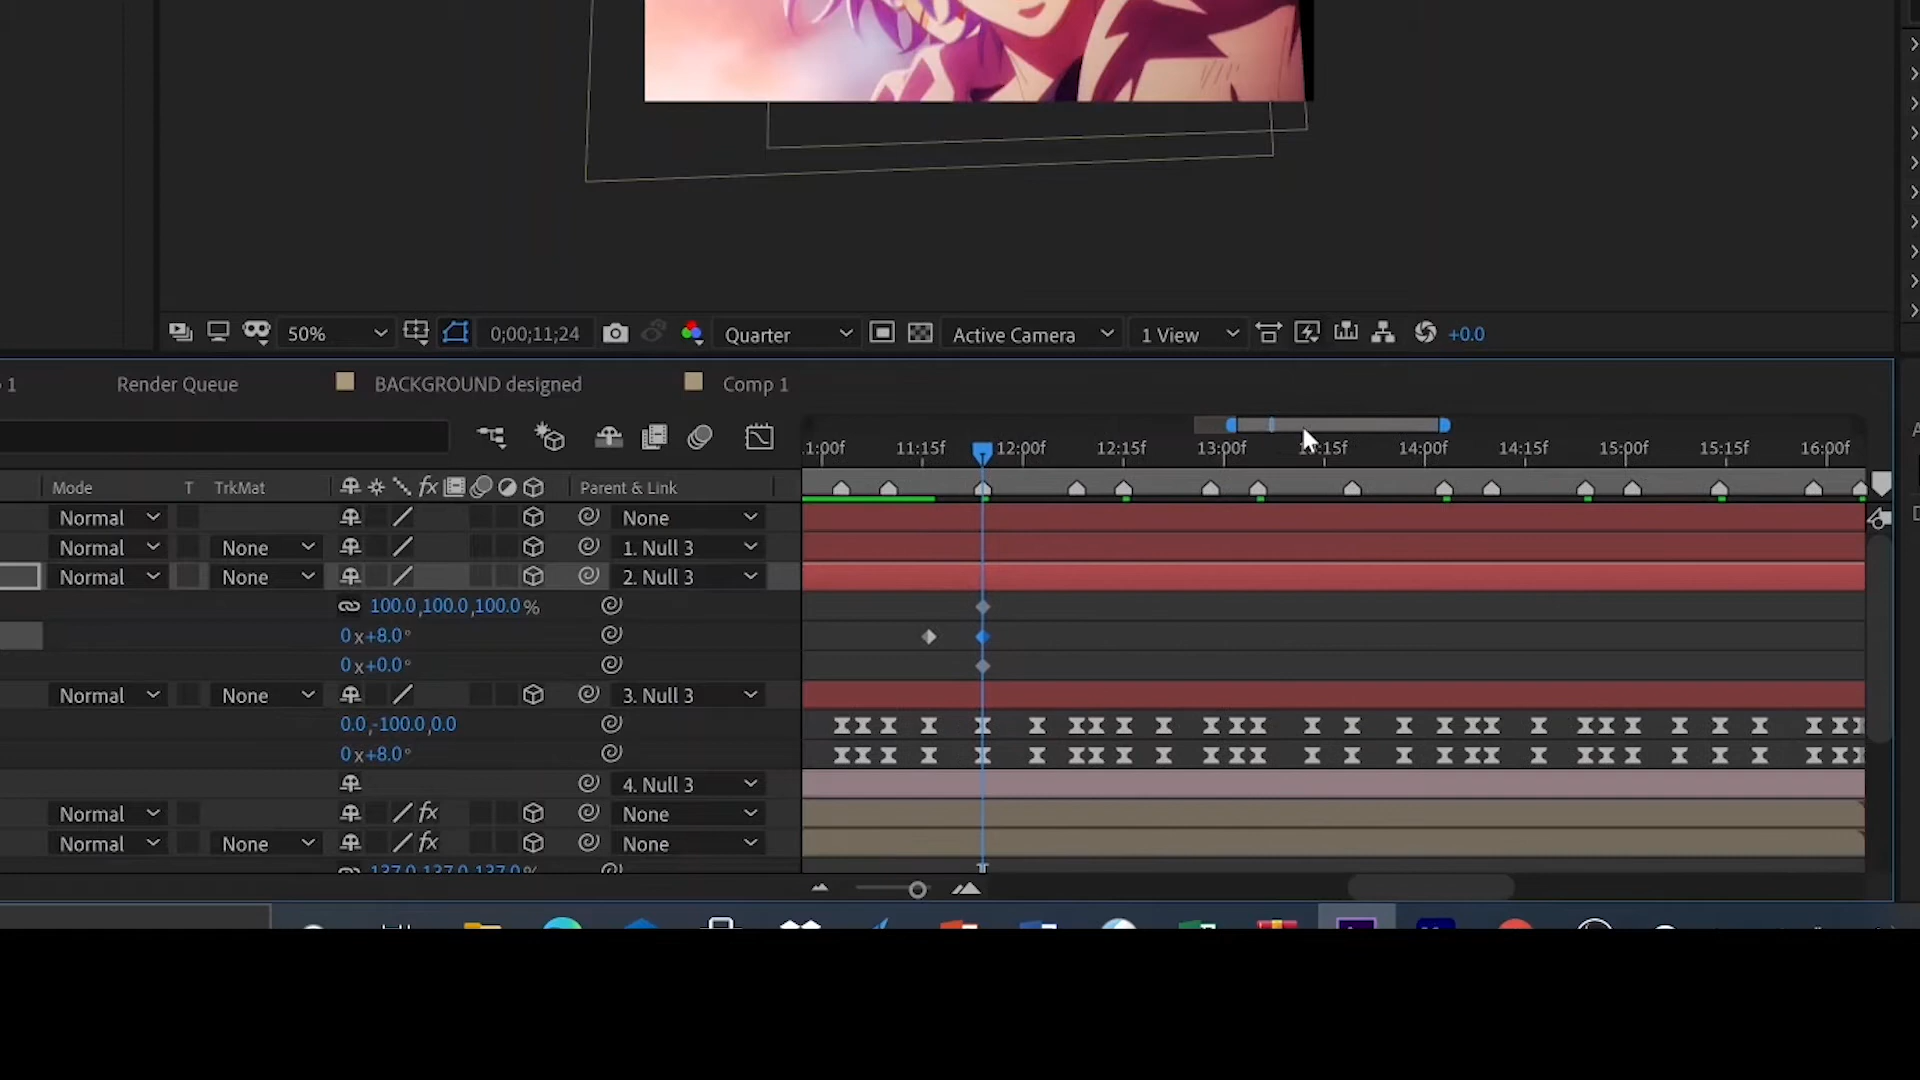 50%
0;00;11;24
Quarter
Active Camera
1 View
+0.0
1
Render Queue
BACKGROUND designed
Comp 1
1:00f 11:15f 12:00f 12:15f 13:00f 13:15f 14:00f 14:15f 15:00f 15:15f 16:00f
Mode T TrkMat fx Parent & Link
Normal None
Normal None 1. Null 3
Normal None 2. Null 3
100.0,100.0,100.0%
0x+8.0°
0x+0.0°
Normal None 3. Null 3
0.0,-100.0,0.0
0x+8.0°
4. Null 3
Normal fx None
Normal None fx None
137.0,137.0,137.0%